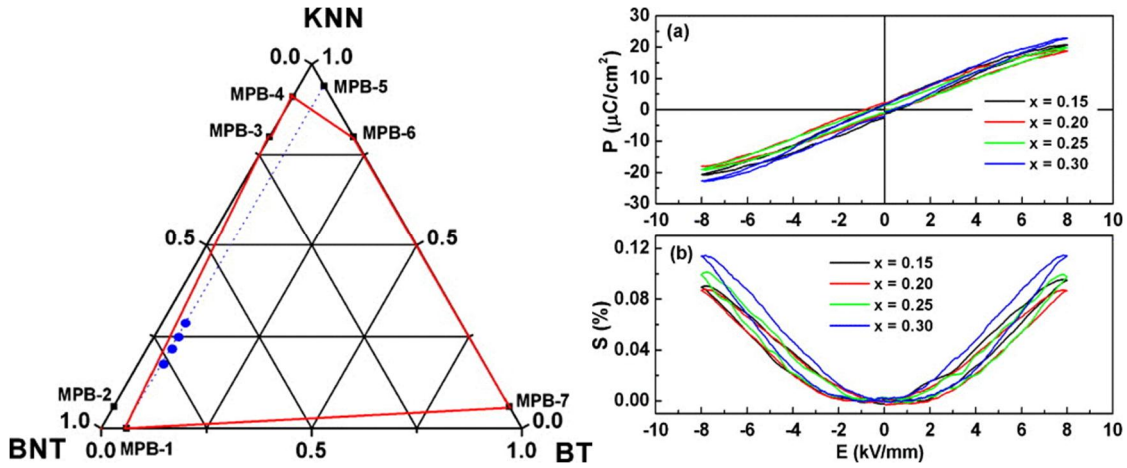 KNN
0.0 1.0
MPB-4
MPB-5
MPB-3
MPB-6
0.5
0.5
MPB-2
MPB-7
1.0
0.0
MPB-1
BNT
0.0
0.5
1.0
BT
(a)
P (μC/cm²)
30
20
10
0
-10
-20
-30
x = 0.15
x = 0.20
x = 0.25
x = 0.30
-10 -8 -6 -4 -2 0 2 4 6 8 10
(b)
S (%)
0.12
0.08
0.04
0.00
x = 0.15
x = 0.20
x = 0.25
x = 0.30
-10 -8 -6 -4 -2 0 2 4 6 8 10
E (kV/mm)